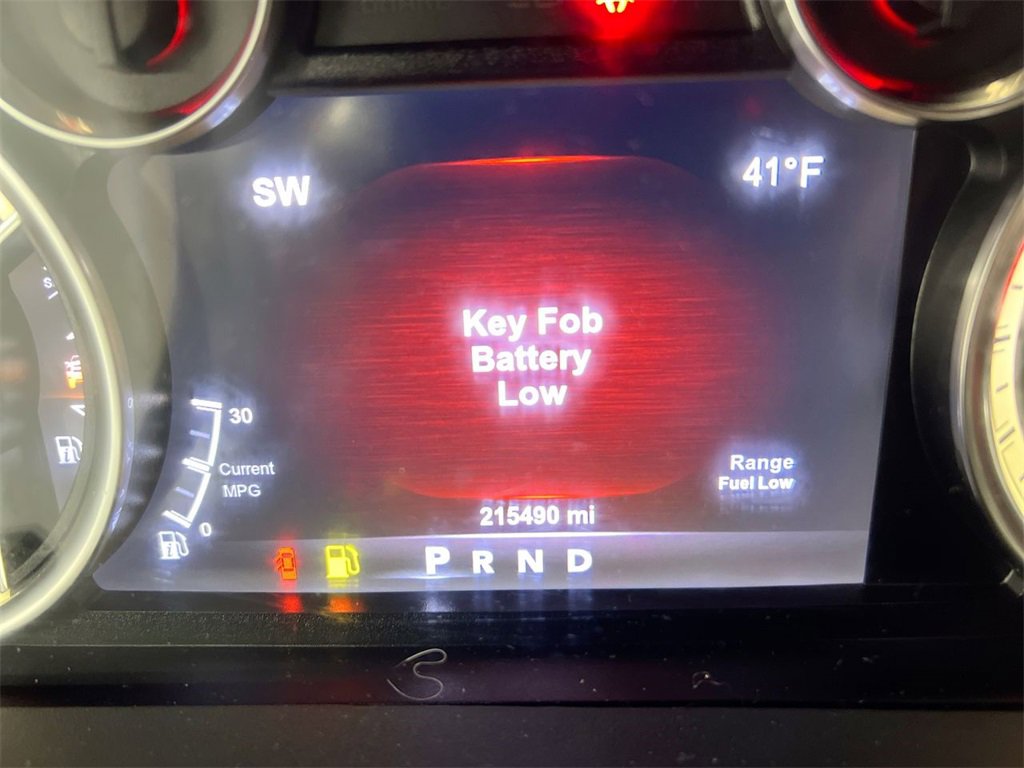 SW
41°F
Key Fob
Battery
Low
30
Current
MPG
0
Range
Fuel Low
215490 mi
P R N D